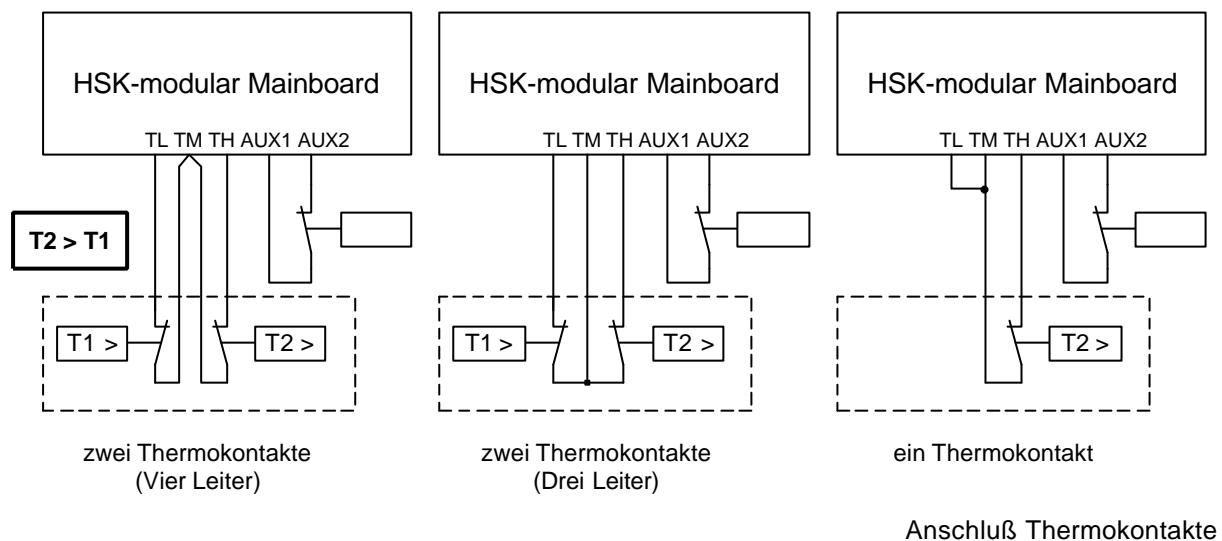 HSK-modular Mainboard
TL TM TH AUX1 AUX2
HSK-modular Mainboard
TL TM TH AUX1 AUX2
HSK-modular Mainboard
TL TM TH AUX1 AUX2
T2 > T1
T1 >
T2 >
T1 >
T2 >
T2 >
zwei Thermokontakte
(Vier Leiter)
zwei Thermokontakte
(Drei Leiter)
ein Thermokontakt
Anschluß Thermokontakte